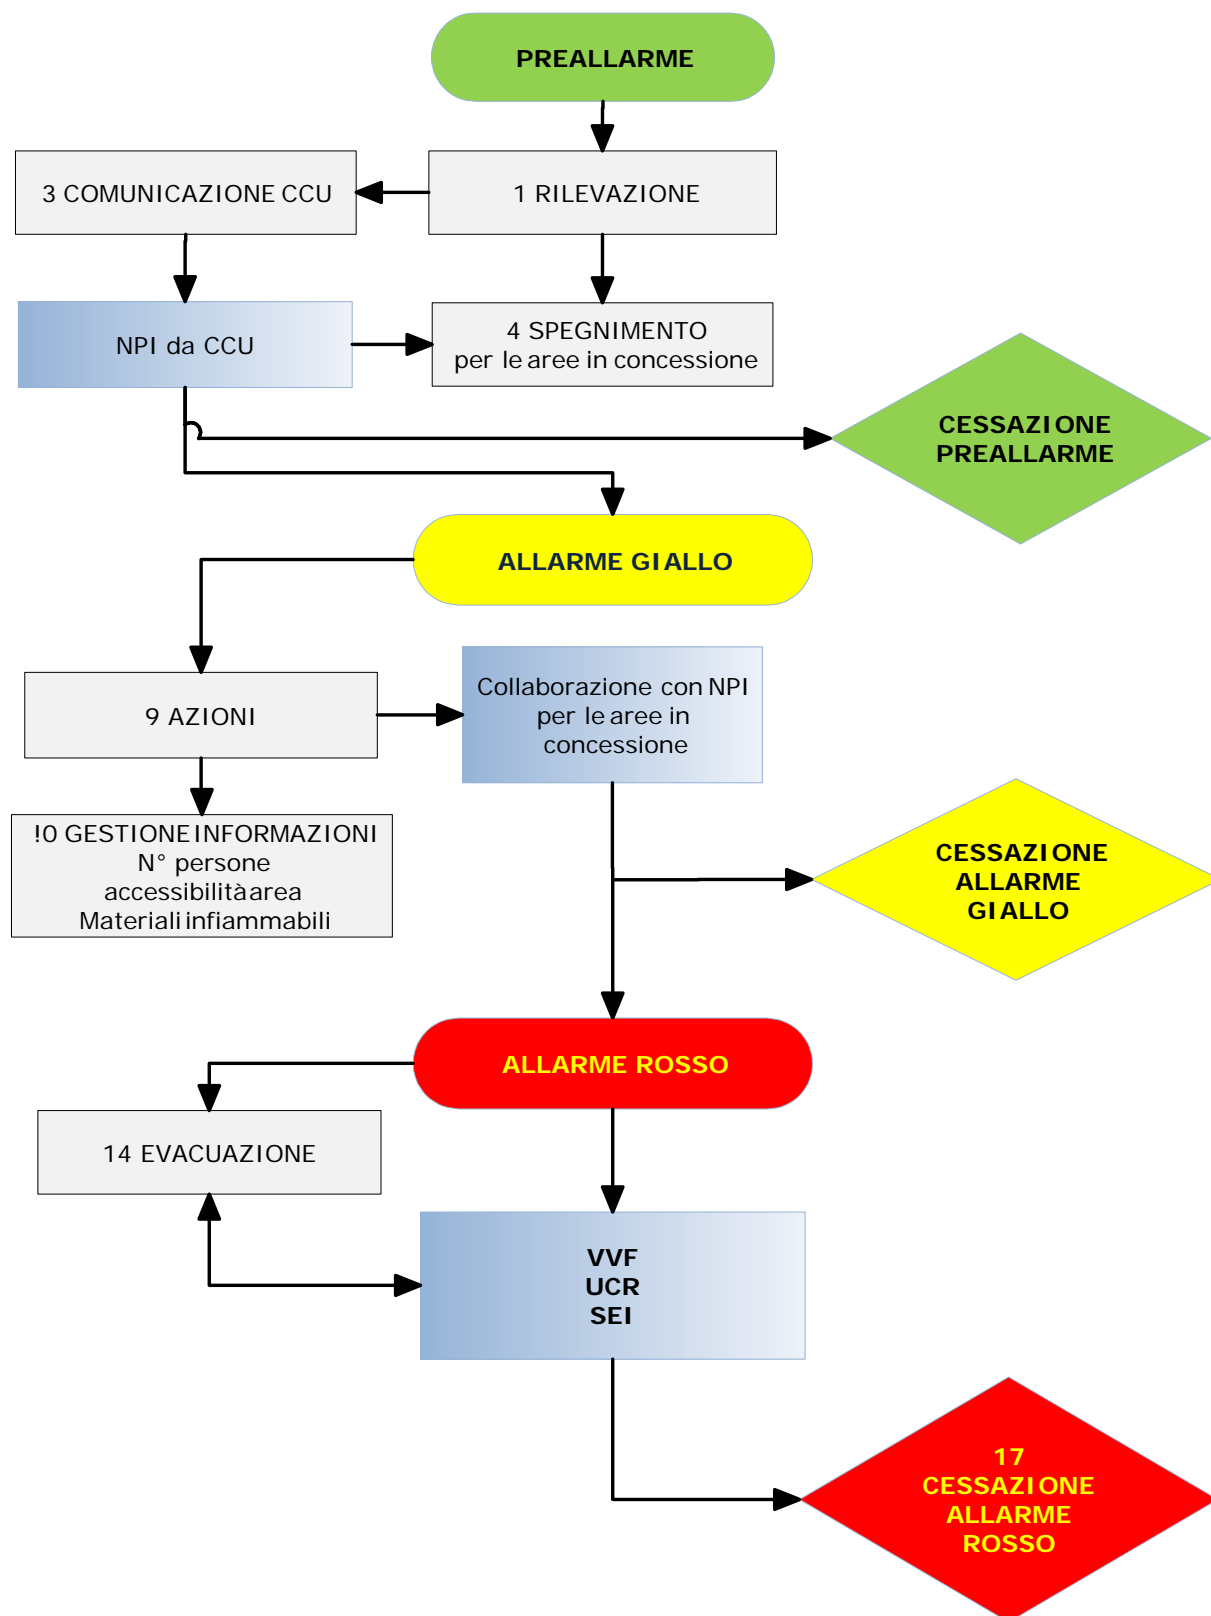 PREALLARME
3 COMUNICAZIONE CCU
1 RILEVAZIONE
NPI da CCU
4 SPEGNIMENTO
per le aree in concessione
CESSAZIONE
PREALLARME
ALLARME GIALLO
9 AZIONI
Collaborazione con NPI
per le aree in
concessione
!0 GESTIONE INFORMAZIONI
N° persone
accessibilità area
Materiali infiammabili
CESSAZIONE
ALLARME
GIALLO
ALLARME ROSSO
14 EVACUAZIONE
VVF
UCR
SEI
17
CESSAZIONE
ALLARME
ROSSO